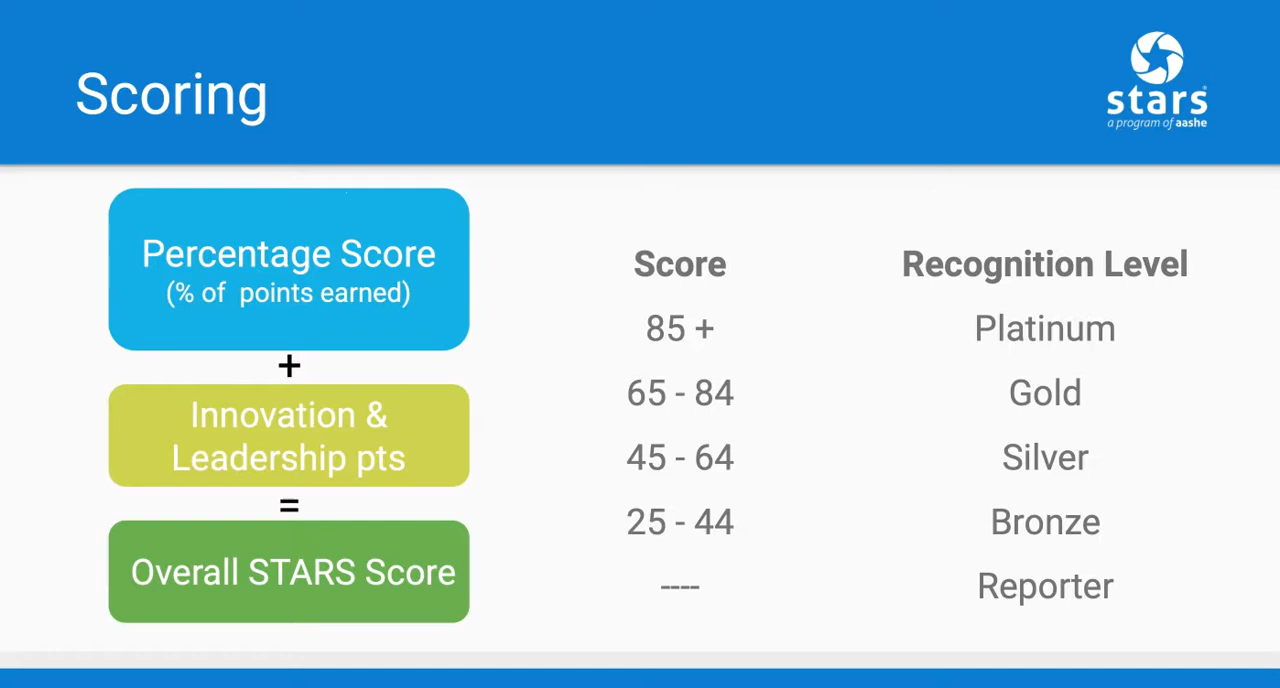 Scoring
stars
a program of aashe
Percentage Score
(% of points earned)
+
Innovation &
Leadership pts
=
Overall STARS Score
Score Recognition Level
85 + Platinum
65 - 84 Gold
45 - 64 Silver
25 - 44 Bronze
---- Reporter